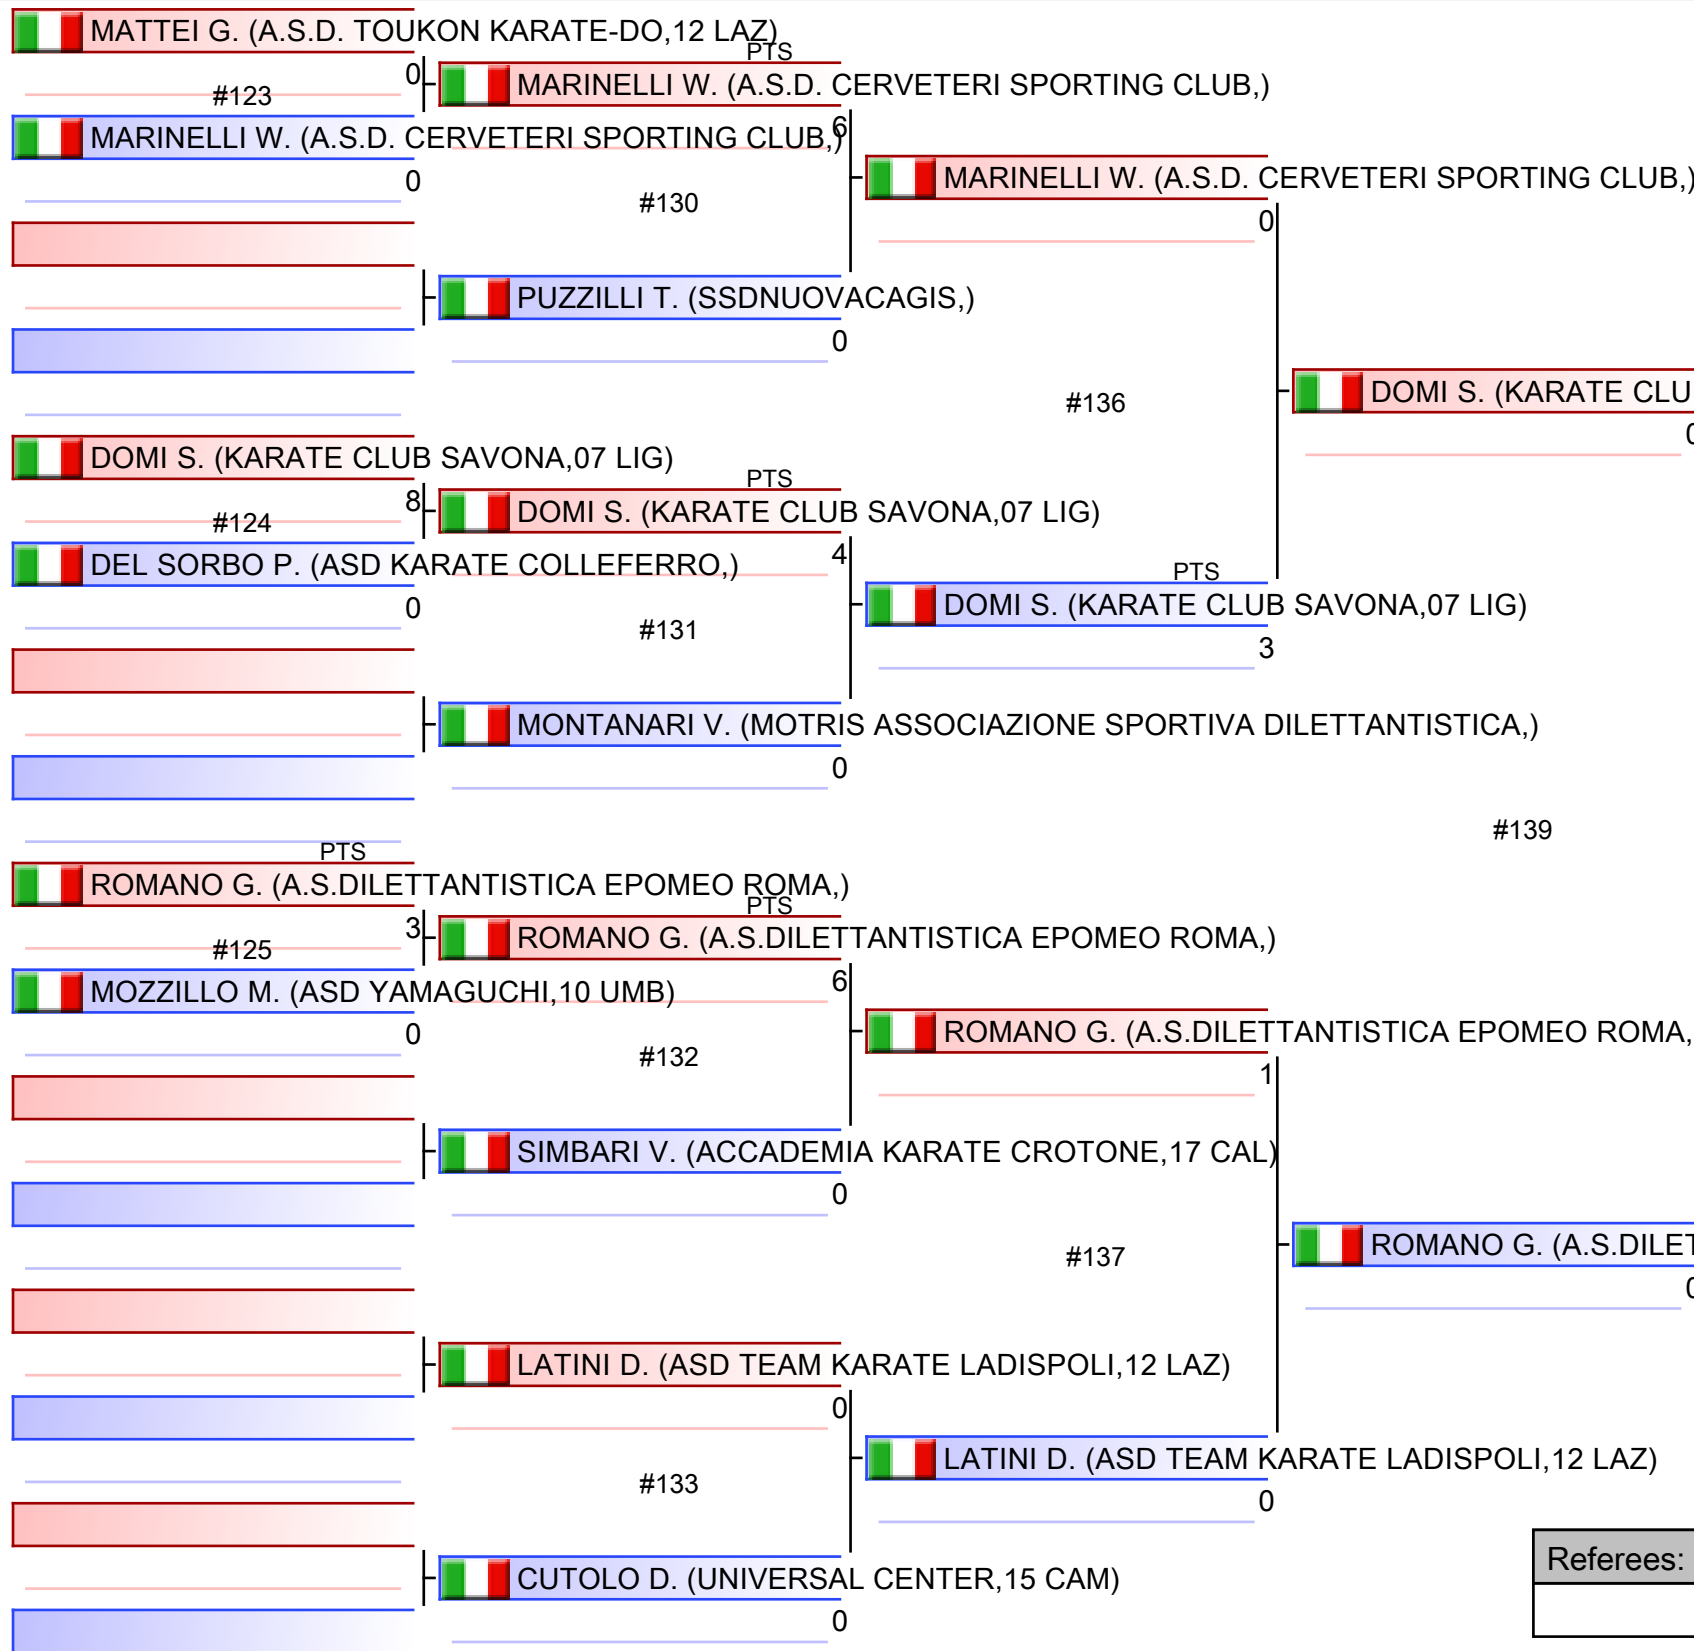 MATTEI G. (A.S.D. TOUKON KARATE-DO,12 LAZ)
0
#123
MARINELLI W. (A.S.D. CERVETERI SPORTING CLUB,)
0
DOMI S. (KARATE CLUB SAVONA,07 LIG)
8
#124
DEL SORBO P. (ASD KARATE COLLEFERRO,)
0
PTS
ROMANO G. (A.S.DILETTANTISTICA EPOMEO ROMA,)
3
#125
MOZZILLO M. (ASD YAMAGUCHI,10 UMB)
0
PTS
MARINELLI W. (A.S.D. CERVETERI SPORTING CLUB,)
6
#130
PUZZILLI T. (SSDNUOVACAGIS,)
0
PTS
DOMI S. (KARATE CLUB SAVONA,07 LIG)
4
#131
MONTANARI V. (MOTRIS ASSOCIAZIONE SPORTIVA DILETTANTISTICA,)
0
PTS
ROMANO G. (A.S.DILETTANTISTICA EPOMEO ROMA,)
6
#132
SIMBARI V. (ACCADEMIA KARATE CROTONE,17 CAL)
0
LATINI D. (ASD TEAM KARATE LADISPOLI,12 LAZ)
0
#133
CUTOLO D. (UNIVERSAL CENTER,15 CAM)
0
MARINELLI W. (A.S.D. CERVETERI SPORTING CLUB,)
0
#136
PTS
DOMI S. (KARATE CLUB SAVONA,07 LIG)
3
ROMANO G. (A.S.DILETTANTISTICA EPOMEO ROMA,
1
#137
LATINI D. (ASD TEAM KARATE LADISPOLI,12 LAZ)
0
DOMI S. (KARATE CLU
0
#139
ROMANO G. (A.S.DILET
0
Referees: